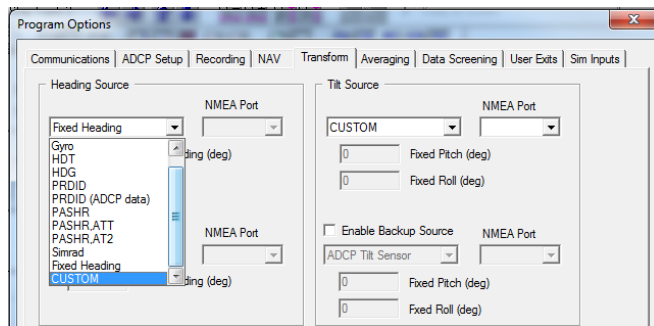 Program Options
Communications ADCP Setup Recording NAV Transform Averaging Data Screening User Exits Sim Inputs
Heading Source
NMEA Port
Fixed Heading
Gyro
HDT
HDG
PRDID
PRDID (ADCP data)
PASHR
PASHR,ATT
PASHR,AT2
Simrad
Fixed Heading
CUSTOM
ding (deg)
NMEA Port
ding (deg)
Tilt Source
NMEA Port
CUSTOM
0 Fixed Pitch (deg)
0 Fixed Roll (deg)
Enable Backup Source NMEA Port
ADCP Tilt Sensor
0 Fixed Pitch (deg)
0 Fxed Roll (deg)